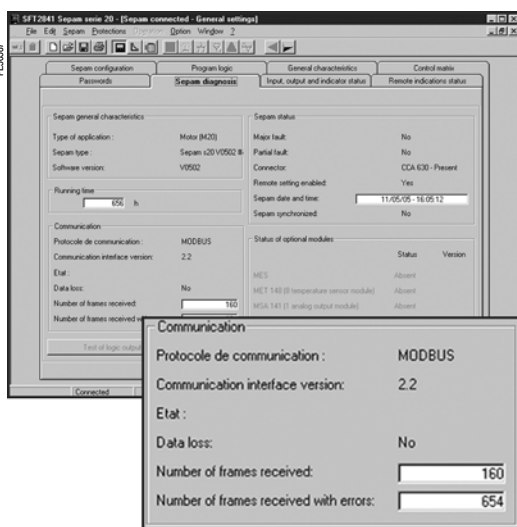 SFT2841 Sepam serie 20 - [Sepam connected - General settings]
File Edit Sepam Protections Operation Option Window ?
Sepam configuration Program logic General characteristics Control matrix
Passwords Sepam diagnosis Input, output and indicator status Remote indications status
Sepam general characteristics
Type of application : Motor (M20)
Sepam type : Sepam s20 V0502
Software version: V0502
Running time
656 h
Communication
Protocole de communication : MODBUS
Communication interface version: 2.2
Etat :
Data loss: No
Number of frames received: 160
Number of frames received w
Test of logic output
Sepam status
Major fault: No
Partial fault: No
Connector: CCA 630 - Present
Remote setting enabled: Yes
Sepam date and time: 11/05/05 - 16:05:12
Sepam synchronized: No
Status of optional modules
Status Version
MES Absent
MET 148 (8 temperature sensor module) Absent
MSA 141 (1 analog output module) Absent
Connected
Communication
Protocole de communication : MODBUS
Communication interface version: 2.2
Etat :
Data loss: No
Number of frames received: 160
Number of frames received with errors: 654